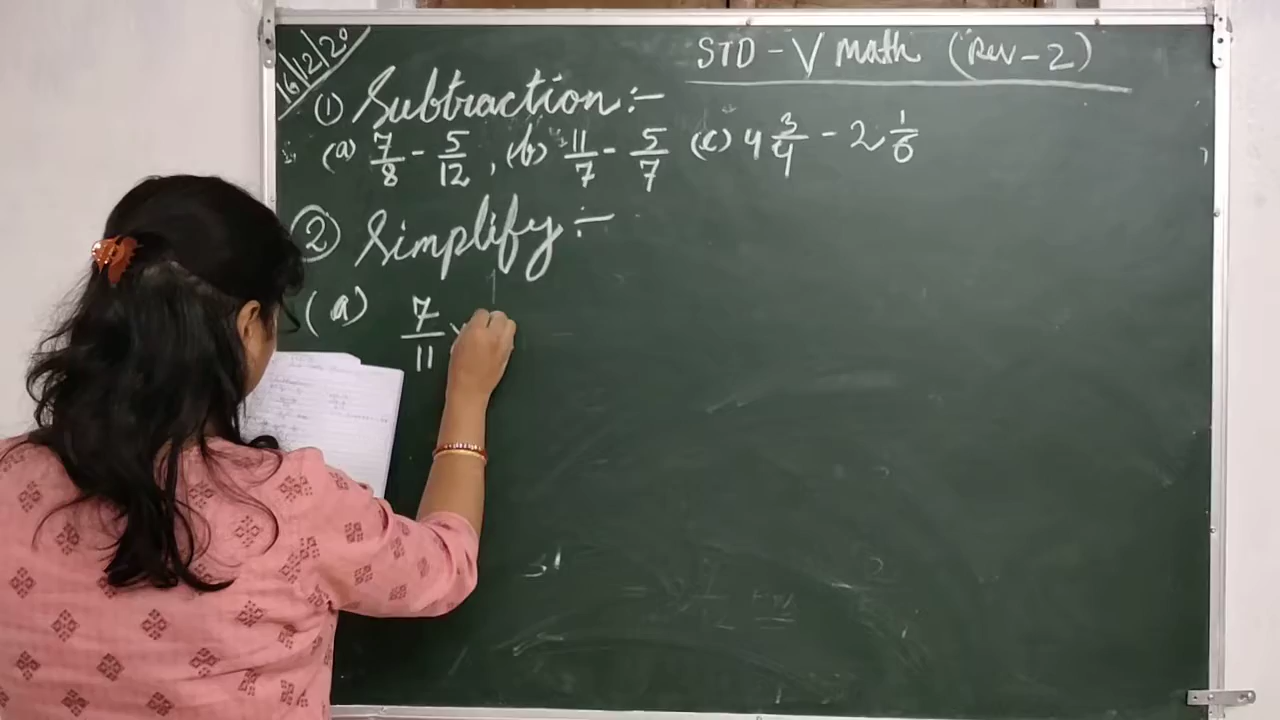 16/12/20
STD - V math (Rev - 2)
(1) Subtraction :-
(a) 7/8 - 5/12 , (b) 11/7 - 5/7 (c) 4 3/4 - 2 1/6
(2) Simplify :-
(a) 7/11